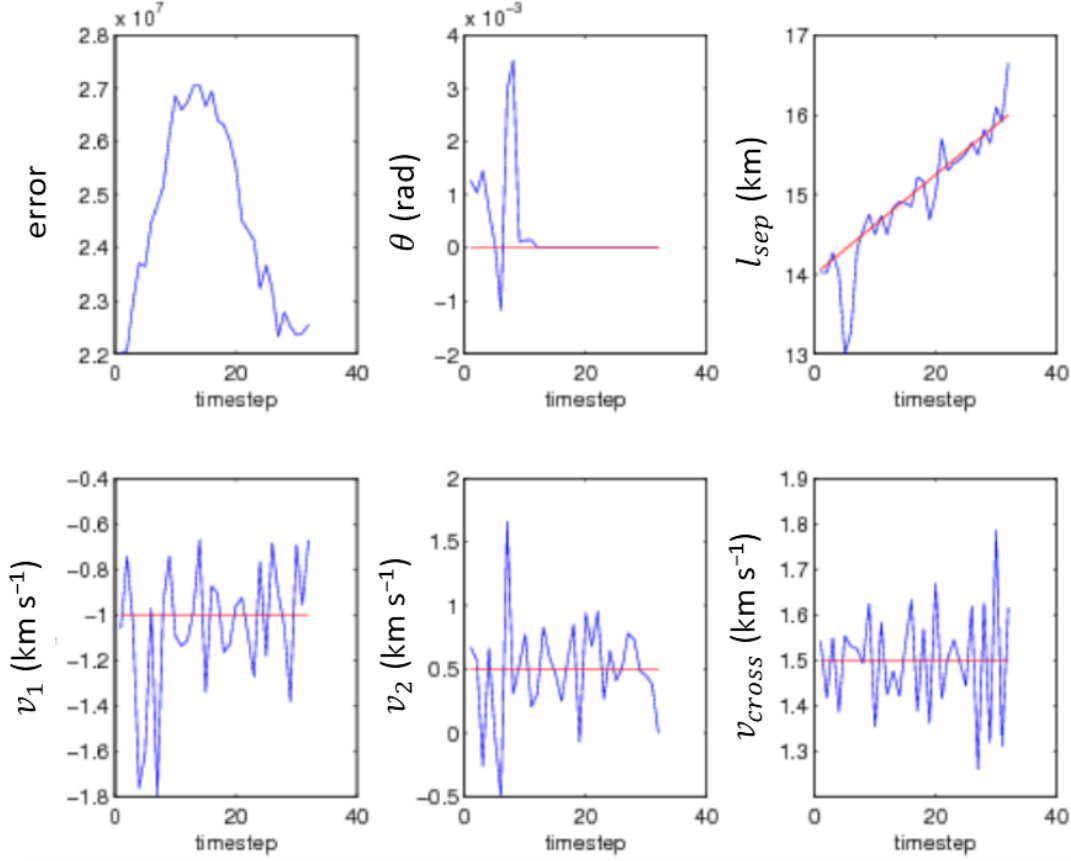 x 10⁷
2.8
2.7
2.6
2.5
2.4
2.3
2.2
0 20 40
timestep
error
x 10⁻³
4
3
2
1
0
−1
−2
0 20 40
timestep
θ (rad)
17
16
15
14
13
0 20 40
timestep
l_sep (km)
−0.4
−0.6
−0.8
−1
−1.2
−1.4
−1.6
−1.8
0 20 40
timestep
v₁ (km s⁻¹)
2
1.5
1
0.5
0
−0.5
0 20 40
timestep
v₂ (km s⁻¹)
1.9
1.8
1.7
1.6
1.5
1.4
1.3
0 20 40
timestep
v_cross (km s⁻¹)